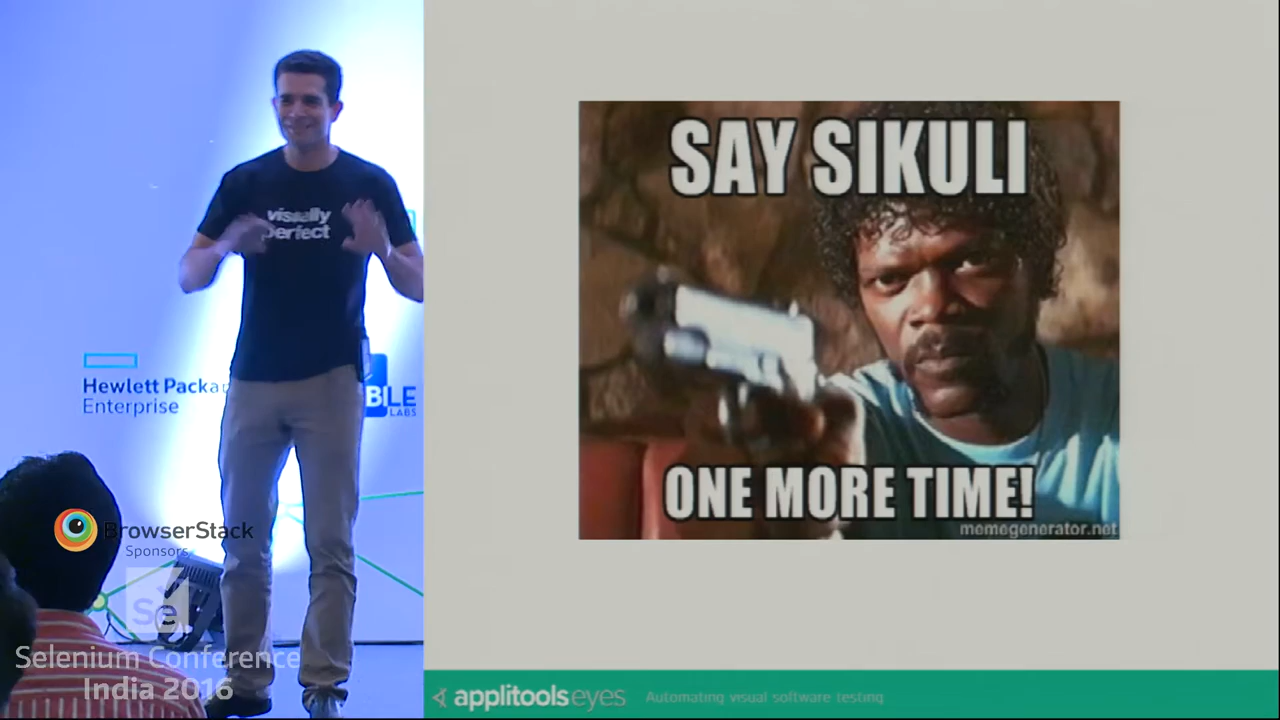 visually
perfect
Hewlett Packa
Enterprise
BLE
LABS
BrowserStack
Sponsors
Se
Selenium Conference
India 2016
SAY SIKULI
ONE MORE TIME!
memegenerator.net
applitools eyes
Automating visual software testing